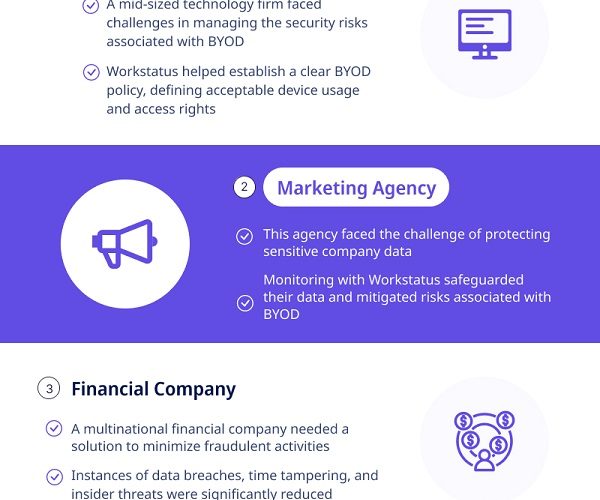 A mid-sized technology firm faced
challenges in managing the security risks
associated with BYOD
Workstatus helped establish a clear BYOD
policy, defining acceptable device usage
and access rights
2
Marketing Agency
This agency faced the challenge of protecting
sensitive company data
Monitoring with Workstatus safeguarded
their data and mitigated risks associated with
BYOD
3
Financial Company
A multinational financial company needed a
solution to minimize fraudulent activities
Instances of data breaches, time tampering, and
insider threats were significantly reduced